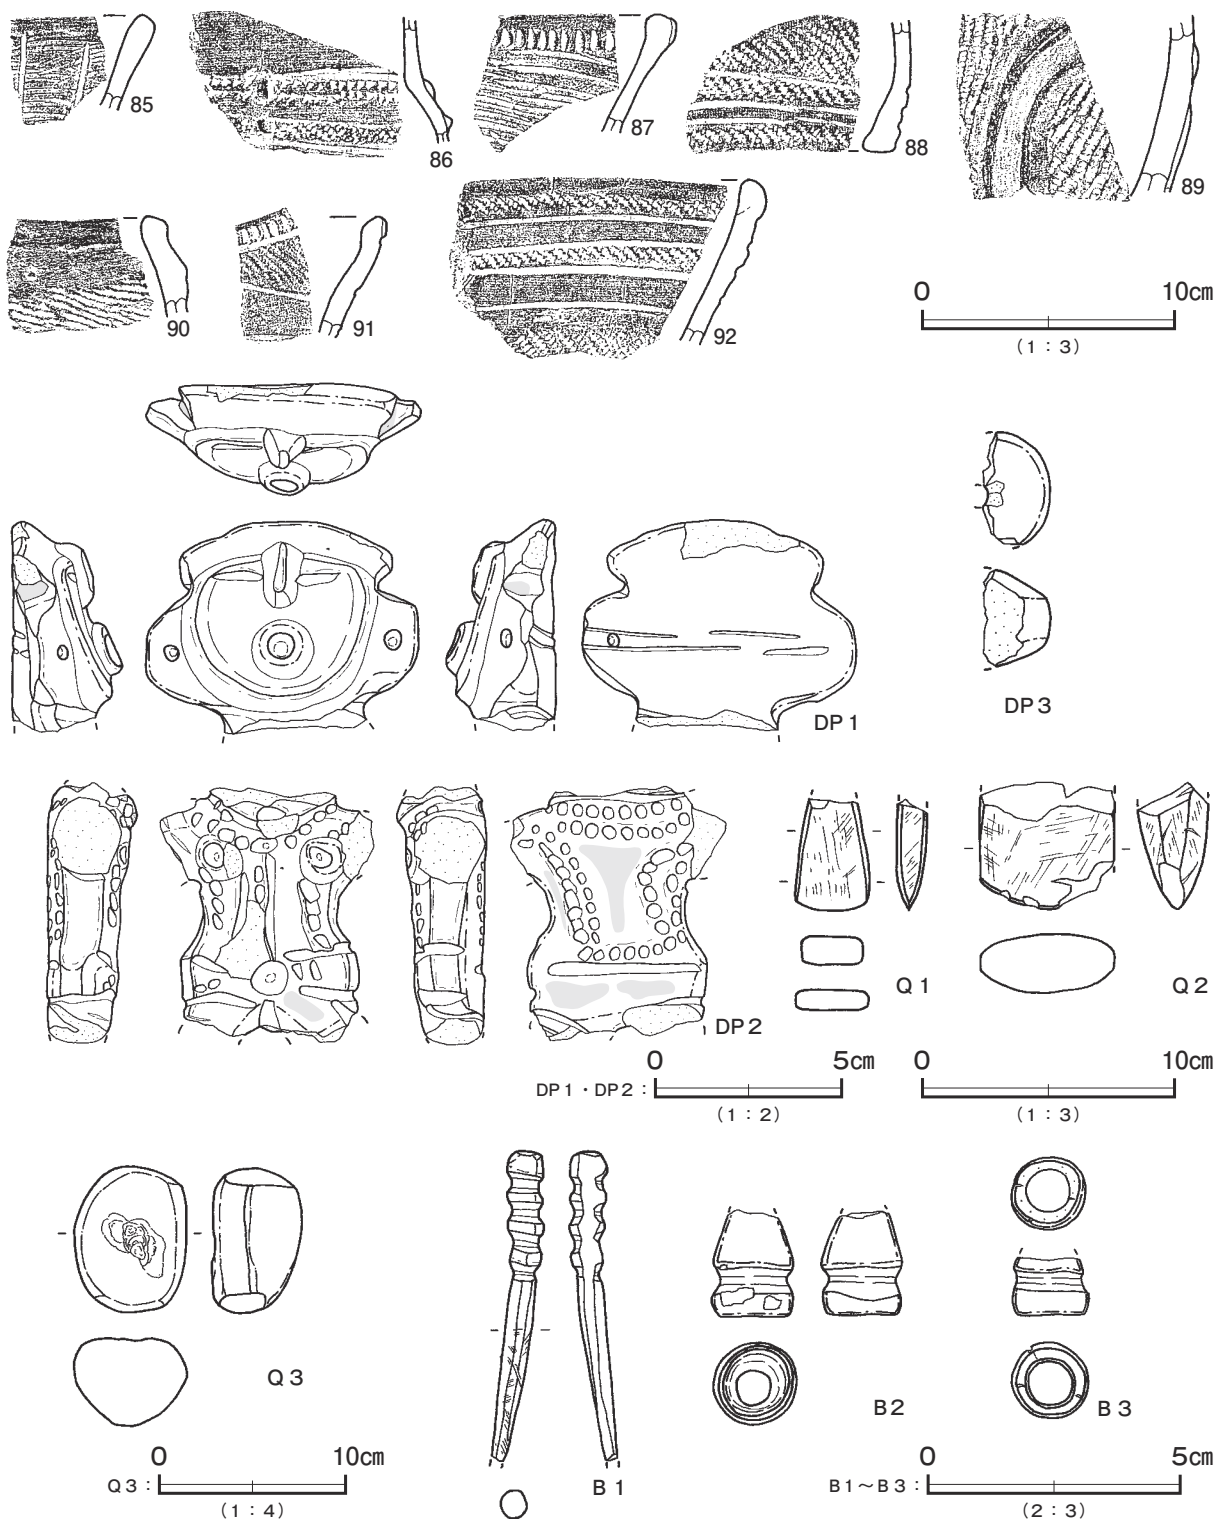 85
86
87
88
89
90
91
92
0 10cm
(1:3)
DP1
DP3
DP2
Q1
Q2
0 5cm
DP1・DP2:
(1:2)
0 10cm
(1:3)
Q3
0 10cm
Q3:
(1:4)
B1
B2
B3
0 5cm
B1~B3:
(2:3)